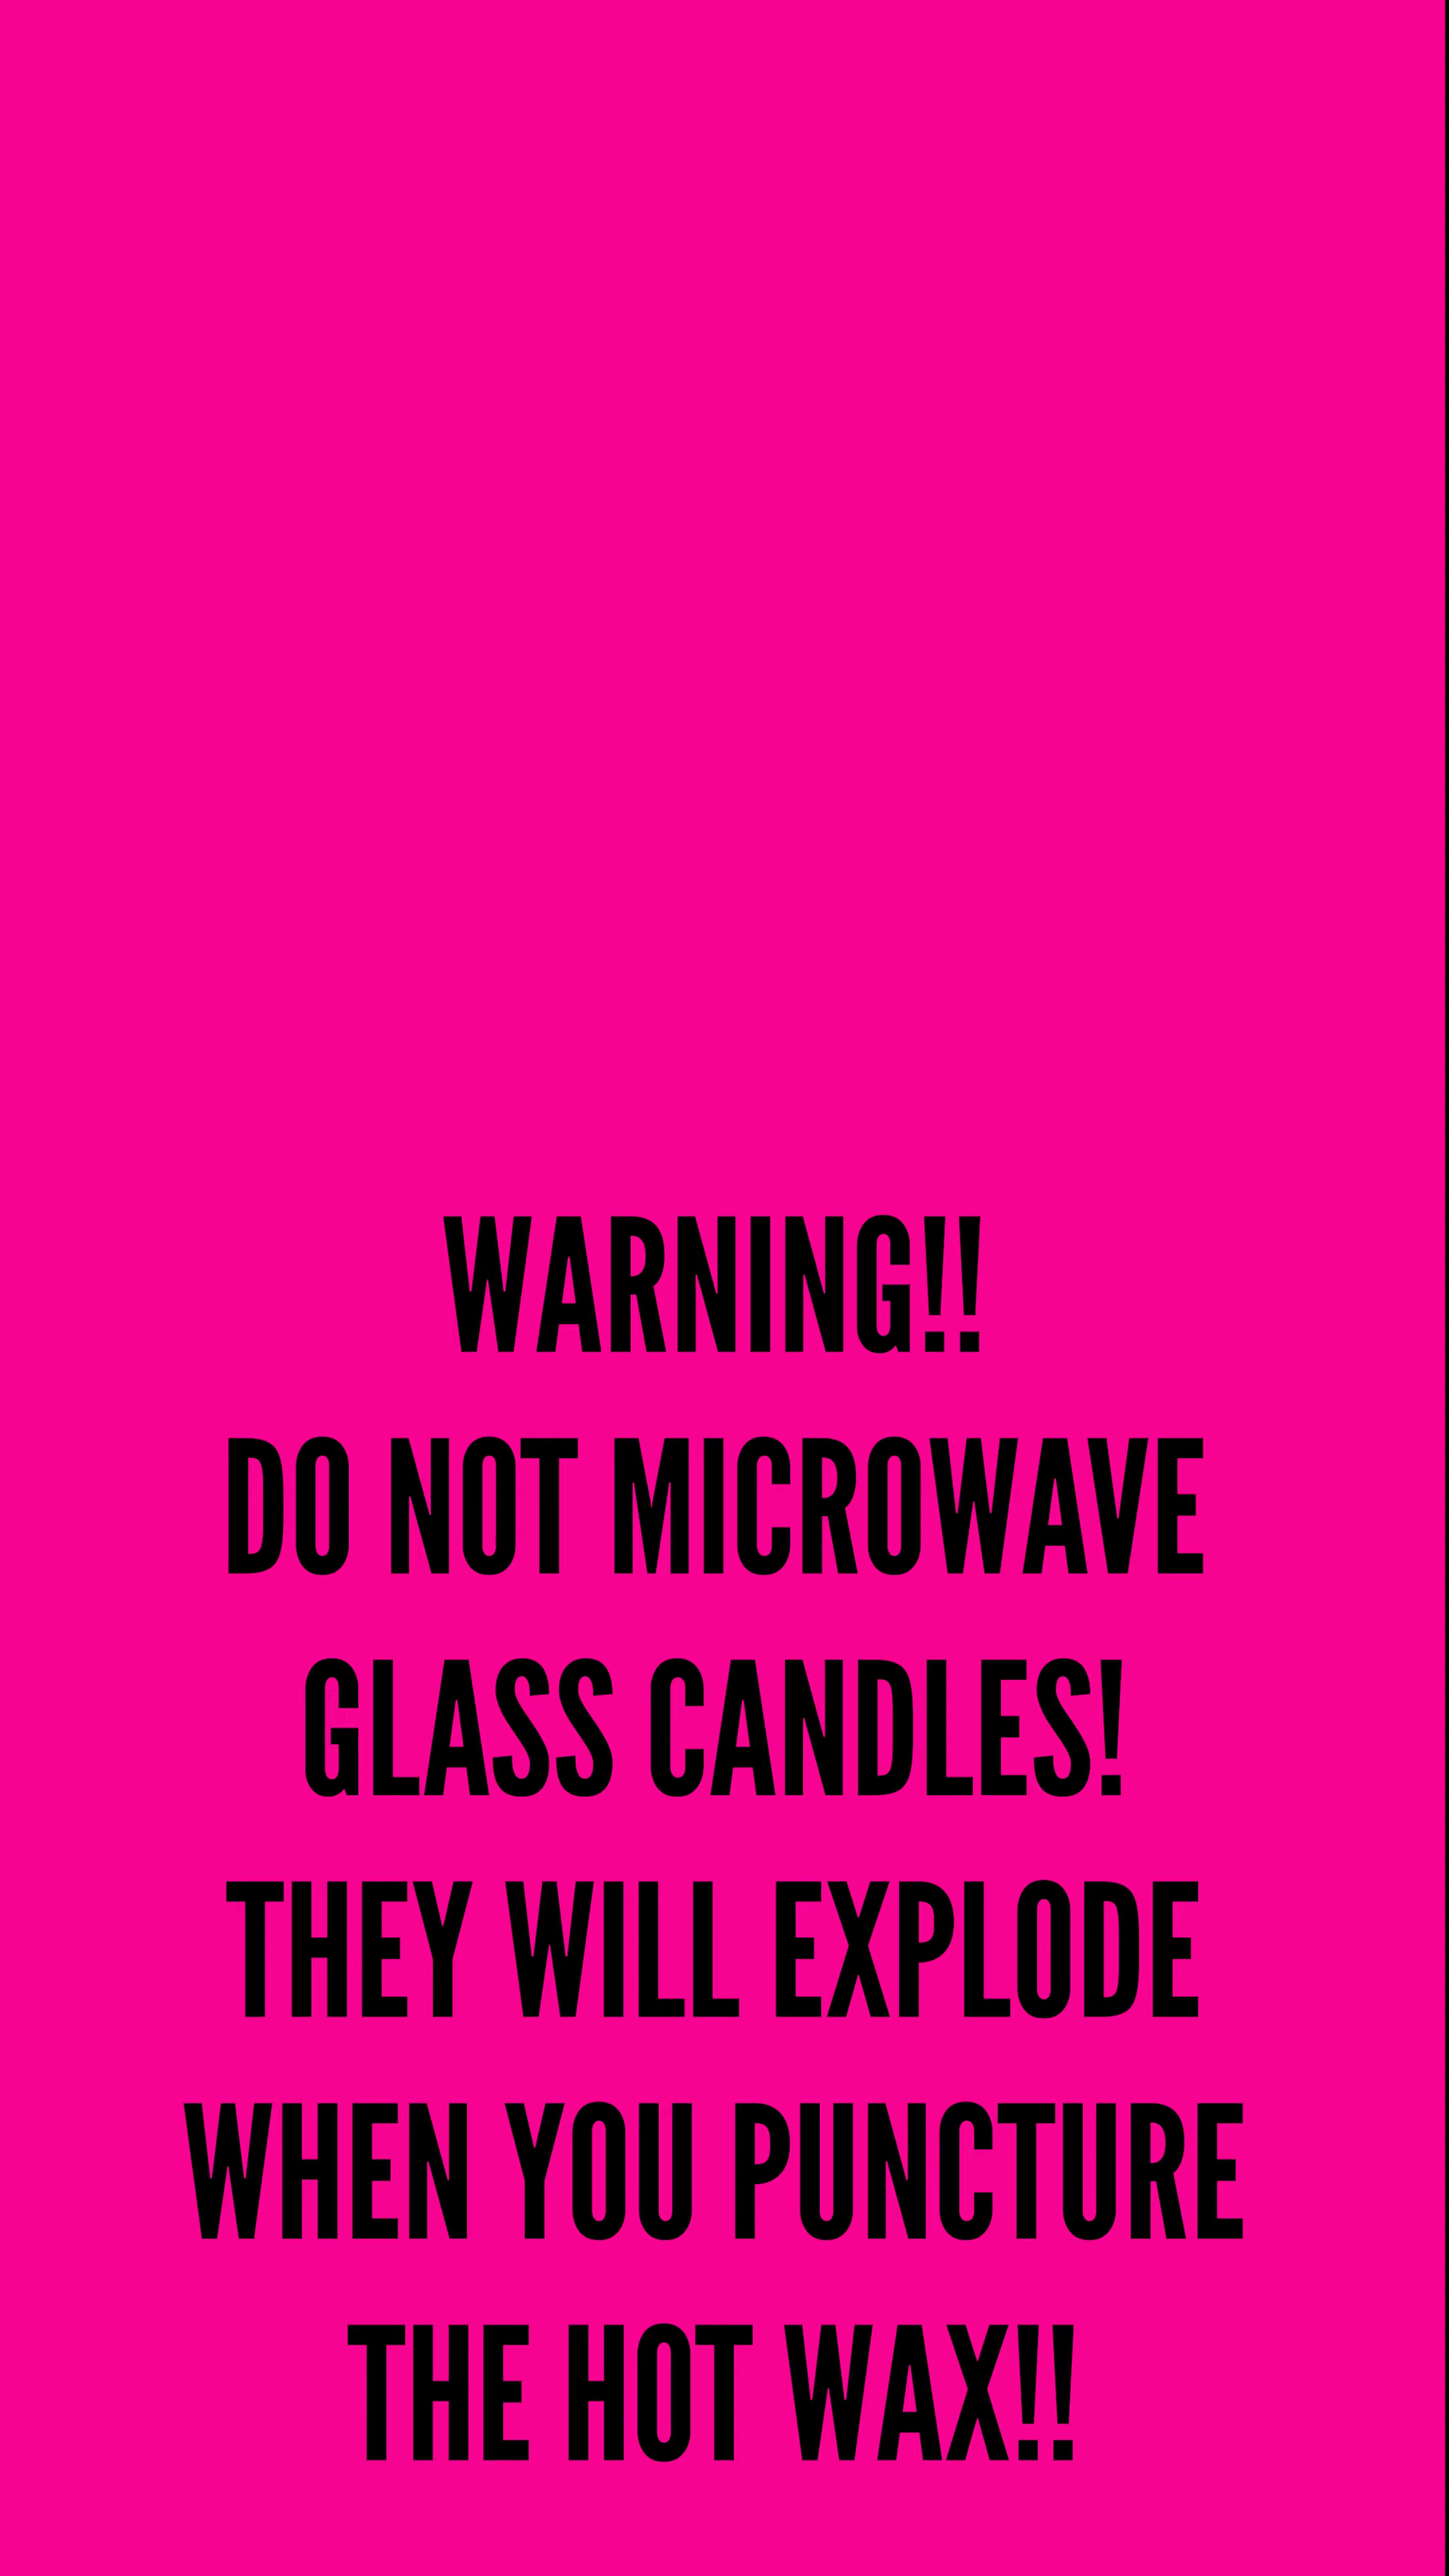 WARNING!!
DO NOT MICROWAVE
GLASS CANDLES!
THEY WILL EXPLODE
WHEN YOU PUNCTURE
THE HOT WAX!!